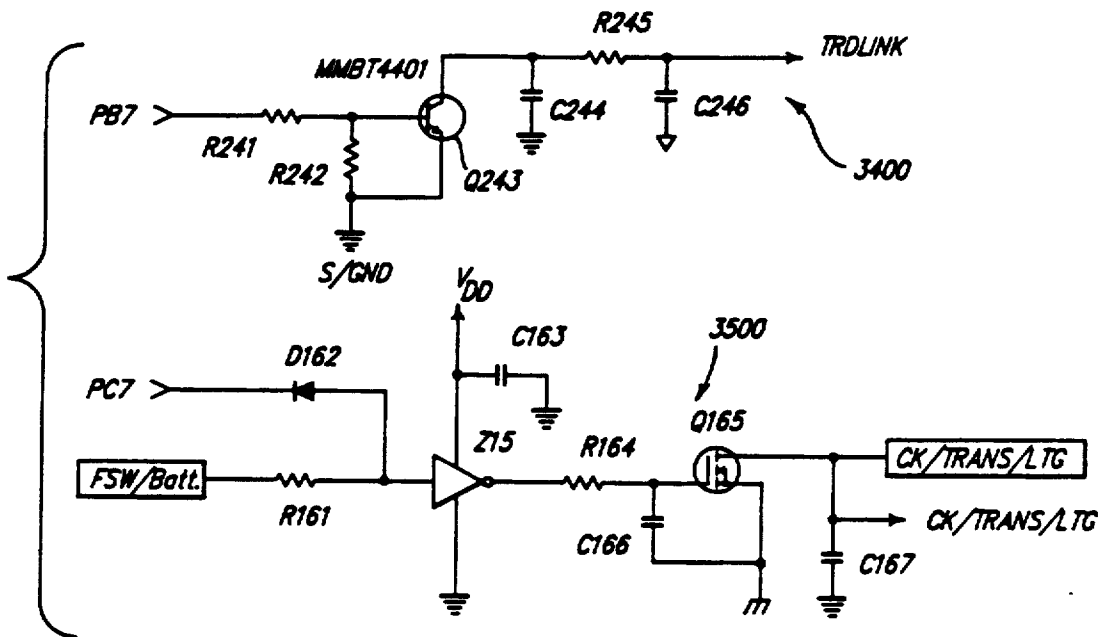 R245
TRDLINK
MMBT4401
PB7
R241
C244
C246
R242
Q243
3400
S/GND
VDD
C163
3500
D162
PC7
Z15
Q165
R164
FSW/Batt.
CK/TRANS/LTG
R161
CK/TRANS/LTG
C166
C167